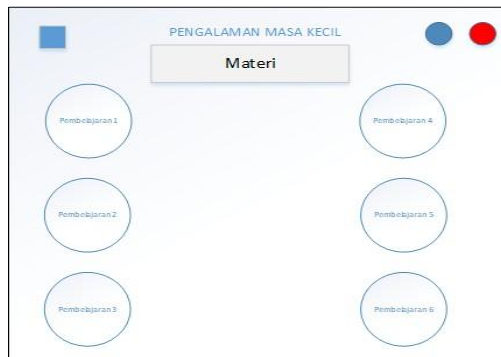 PENGALAMAN MASA KECIL
Materi
Pembelajaran 1
Pembelajaran 4
Pembelajaran 2
Pembelajaran 5
Pembelajaran 3
Pembelajaran 6